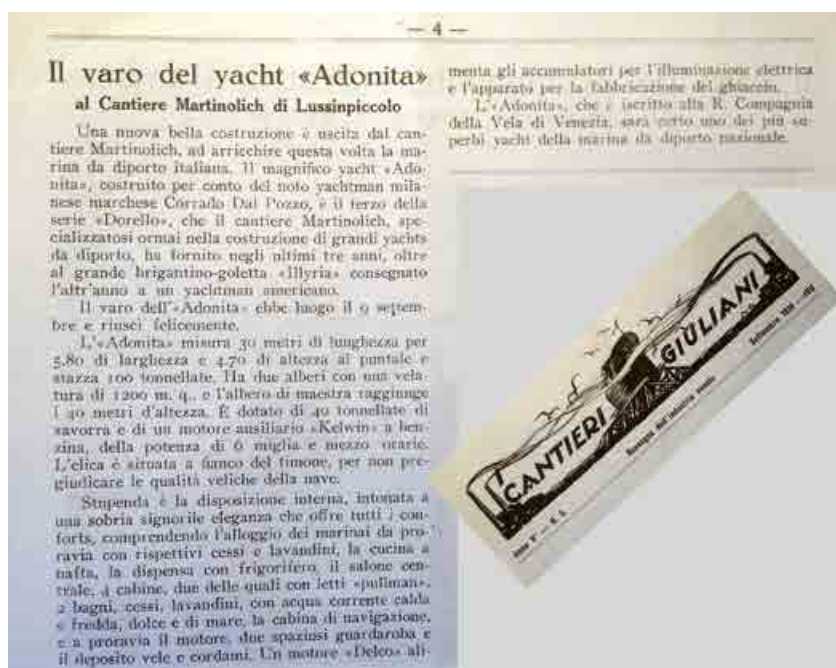 — 4 —
Il varo del yacht «Adonita»
al Cantiere Martinolich di Lussinpiccolo
Una nuova bella costruzione è uscita dal can-
tiere Martinolich, ad arricchire questa volta la ma-
rina da diporto italiana. Il magnifico yacht «Ado-
nita», costruito per conto del noto yachtman mila-
nese marchese Corrado Dal Pozzo, è il terzo della
serie «Dorello», che il cantiere Martinolich, spe-
cializzatosi ormai nella costruzione di grandi yachts
da diporto, ha fornito negli ultimi tre anni, oltre
al grande brigantino-goletta «Illyria» consegnato
l'altr'anno a un yachtman americano.
Il varo dell'«Adonita» ebbe luogo il 9 settem-
bre e riuscì felicemente.
L'«Adonita» misura 30 metri di lunghezza per
5.80 di larghezza e 4.70 di altezza al puntale e
stazza 100 tonnellate. Ha due alberi con una vela-
tura di 1200 m. q., e l'albero di maestra raggiunge
i 40 metri d'altezza. È dotato di 40 tonnellate di
zavorra e di un motore ausiliario «Kelwin» a ben-
zina, della potenza di 6 miglia e mezzo orarie.
L'elica è situata a fianco del timone, per non pre-
giudicare le qualità veliche della nave.
Stupenda è la disposizione interna, intonata a
una sobria signorile eleganza che offre tutti i con-
forts, comprendendo l'alloggio dei marinai da pro-
ravia con rispettivi cessi e lavandini, la cucina a
nafta, la dispensa con frigorifero, il salone cen-
trale, 4 cabine, due delle quali con letti «pullman»,
2 bagni, cessi, lavandini, con acqua corrente calda
e fredda, dolce e di mare, la cabina di navigazione,
e a proravia il motore, due spaziosi guardaroba e
il deposito vele e cordami. Un motore «Delco» ali-
menta gli accumulatori per l'illuminazione elettrica
e l'apparato per la fabbricazione del ghiaccio.
L'«Adonita», che è iscritto alla R. Compagnia
della Vela di Venezia, sarà certo uno dei più su-
perbi yacht della marina da diporto nazionale.
CANTIERI GIULIANI